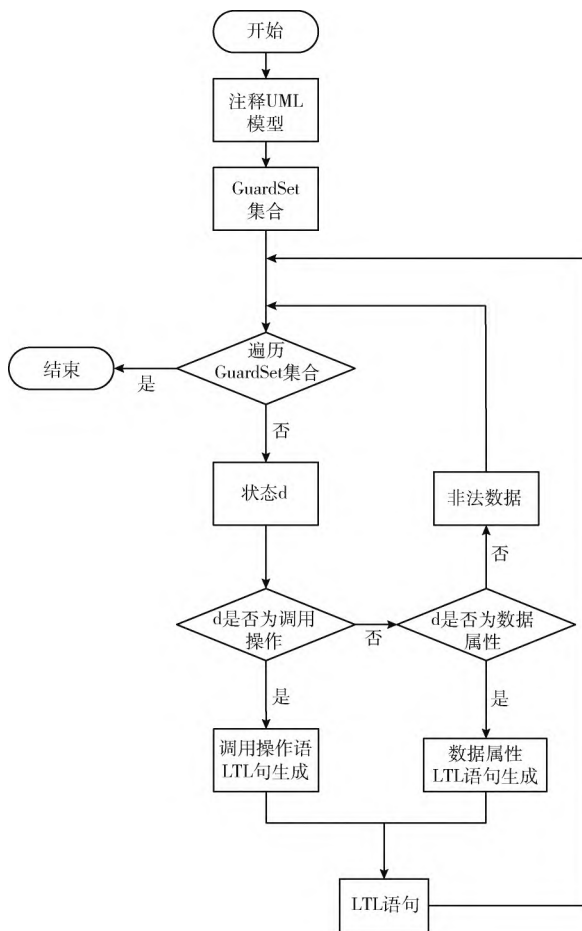 开始
注释UML
模型
GuardSet
集合
遍历
GuardSet集合
结束
是
否
状态d
非法数据
否
d是否为调用
操作
否
d是否为数据
属性
是
是
调用操作语
LTL句生成
数据属性
LTL语句生成
LTL语句